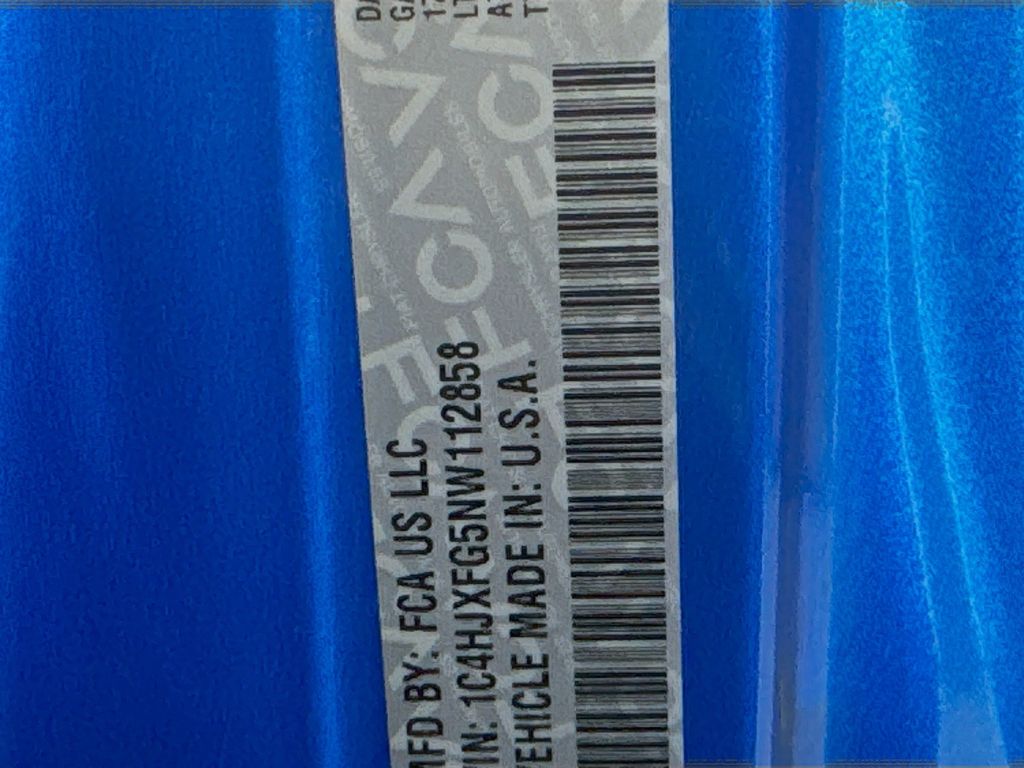 MFD BY: FCA US LLC
VIN: 1C4HJXFG5NW112858
VEHICLE MADE IN: U.S.A.